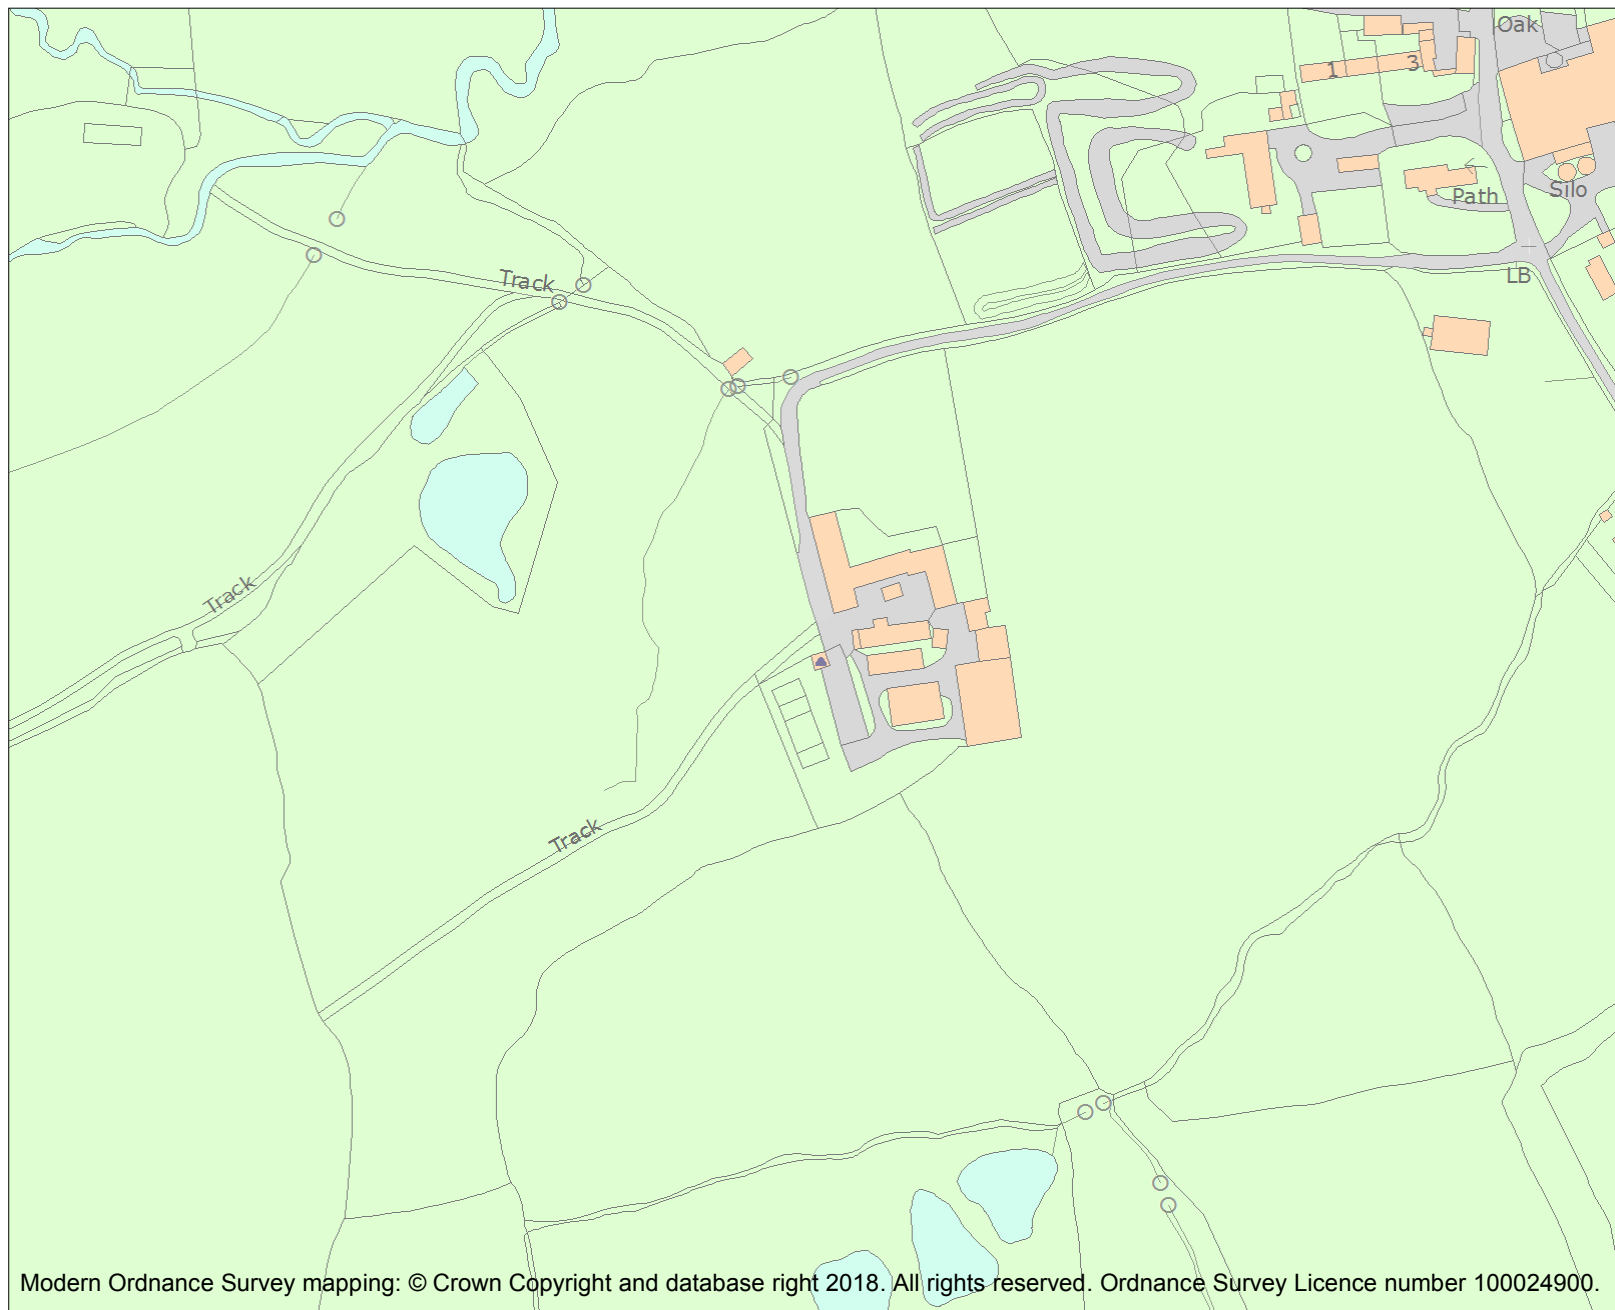 Oak
1
3
Path
Silo
LB
Track
Track
Track
Modern Ordnance Survey mapping: © Crown Copyright and database right 2018. All rights reserved. Ordnance Survey Licence number 100024900.